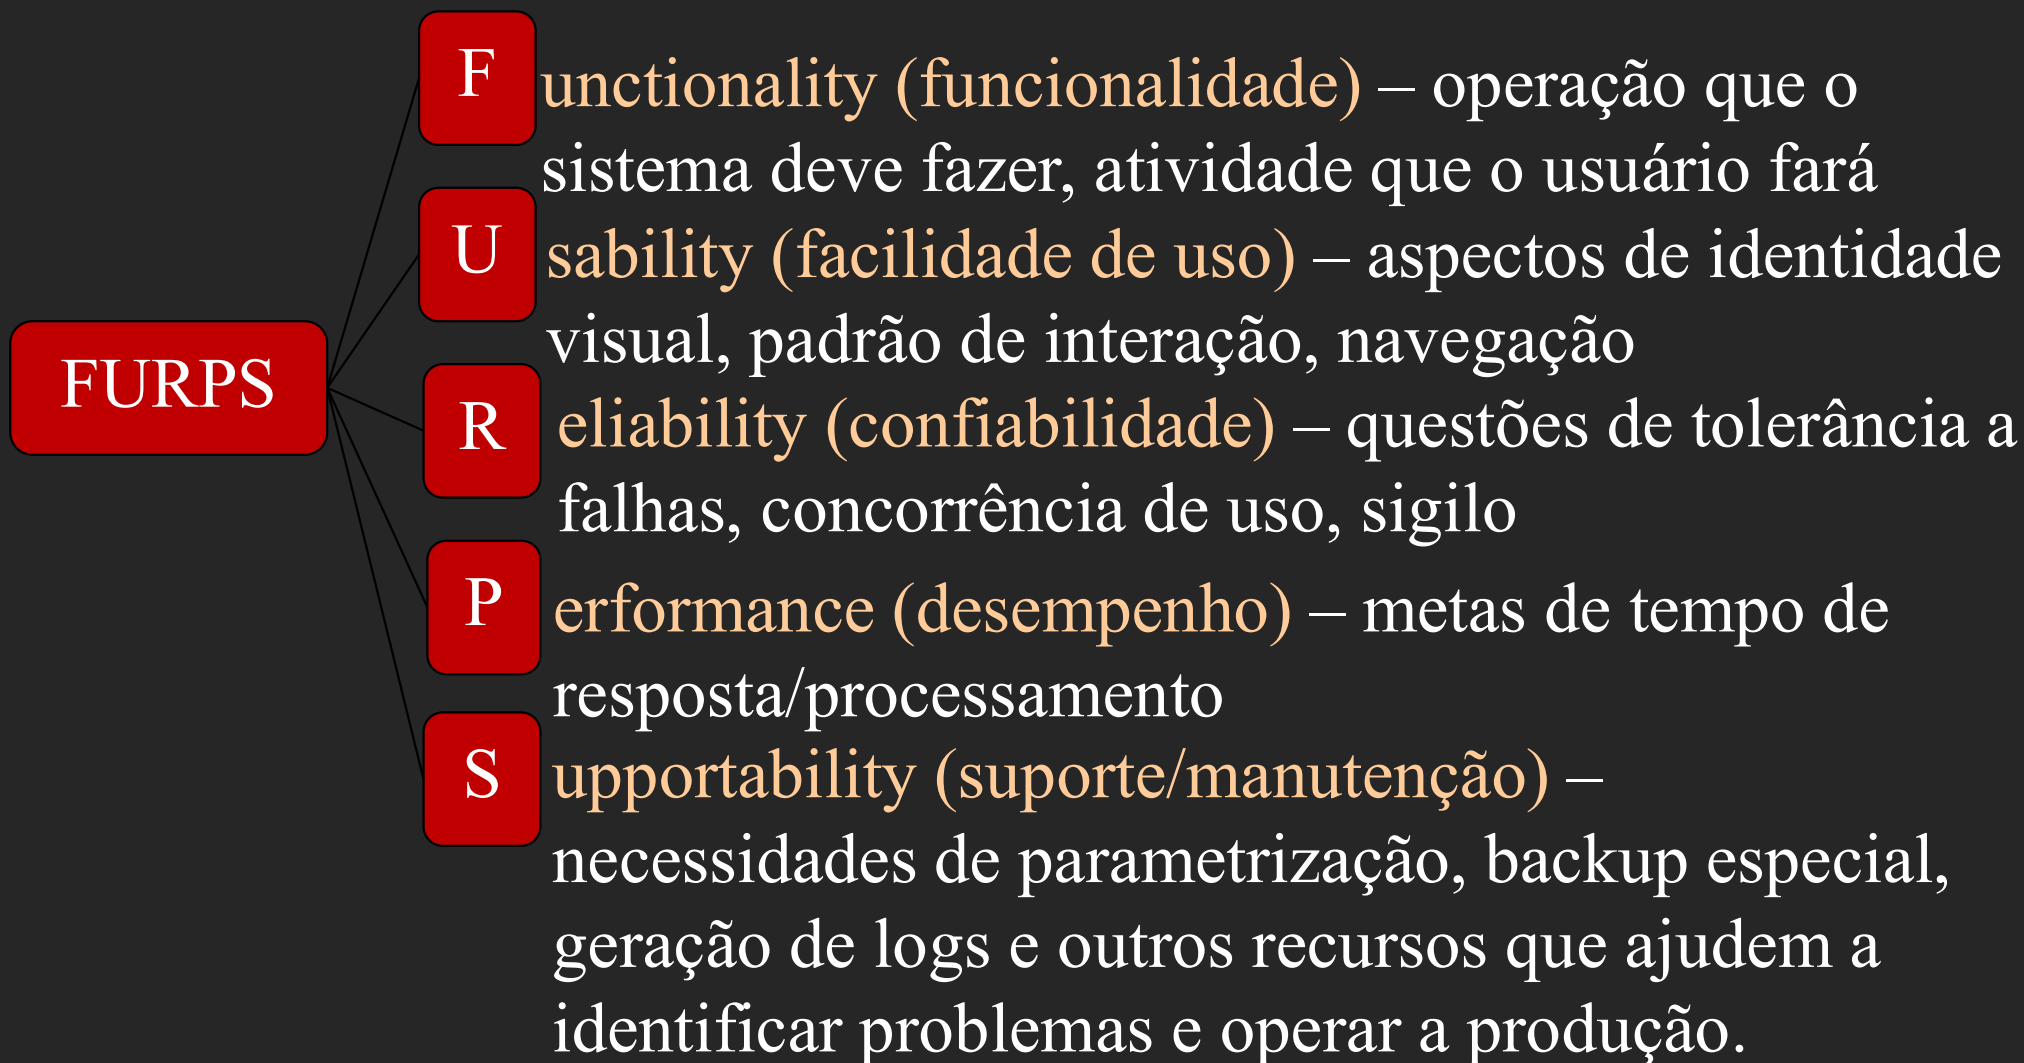 FURPS
F unctionality (funcionalidade) – operação que o
sistema deve fazer, atividade que o usuário fará
U sability (facilidade de uso) – aspectos de identidade
visual, padrão de interação, navegação
R eliability (confiabilidade) – questões de tolerância a
falhas, concorrência de uso, sigilo
P erformance (desempenho) – metas de tempo de
resposta/processamento
S upportability (suporte/manutenção) –
necessidades de parametrização, backup especial,
geração de logs e outros recursos que ajudem a
identificar problemas e operar a produção.